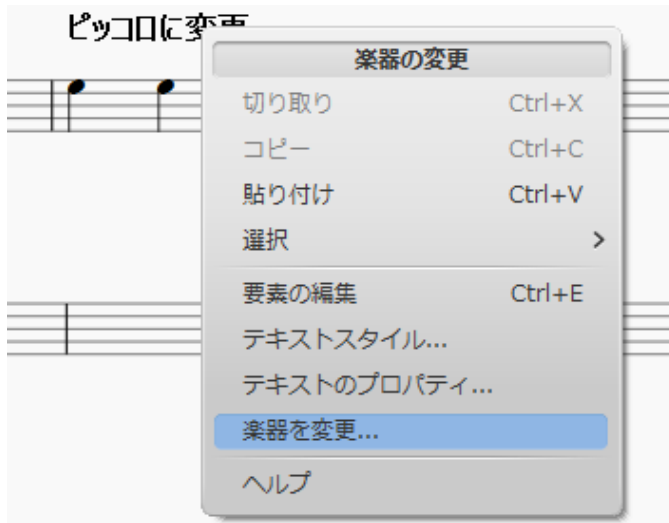 ピッコロに変更
楽器の変更
切り取り Ctrl+X
コピー Ctrl+C
貼り付け Ctrl+V
選択
要素の編集 Ctrl+E
テキストスタイル...
テキストのプロパティ...
楽器を変更...
ヘルプ